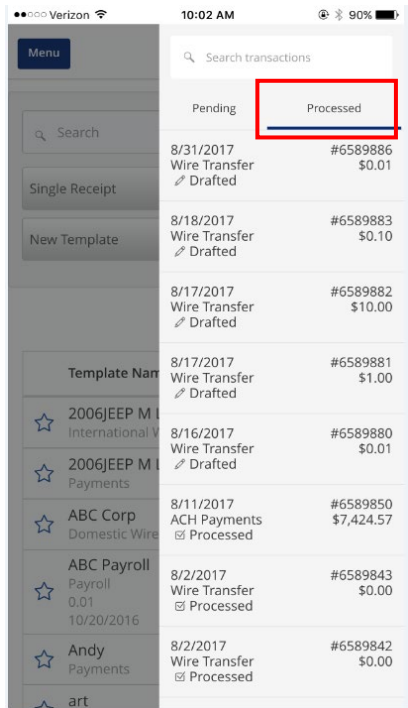 Verizon 10:02 AM 90%
Menu
Search
Single Receipt
New Template
Template Nam
2006JEEP M L
International W
2006JEEP M L
Payments
ABC Corp
Domestic Wire
ABC Payroll
Payroll
0.01
10/20/2016
Andy
Payments
art
Search transactions
Pending Processed
8/31/2017 #6589886
Wire Transfer $0.01
Drafted
8/18/2017 #6589883
Wire Transfer $0.10
Drafted
8/17/2017 #6589882
Wire Transfer $10.00
Drafted
8/17/2017 #6589881
Wire Transfer $1.00
Drafted
8/16/2017 #6589880
Wire Transfer $0.01
Drafted
8/11/2017 #6589850
ACH Payments $7,424.57
Processed
8/2/2017 #6589843
Wire Transfer $0.00
Processed
8/2/2017 #6589842
Wire Transfer $0.00
Processed